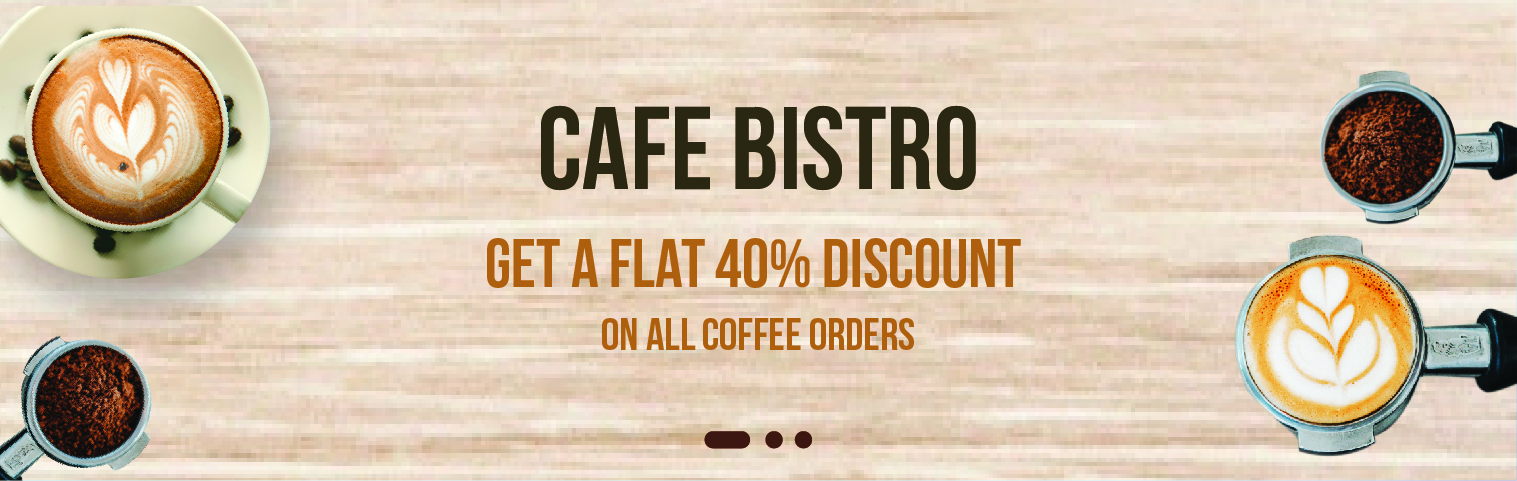 CAFE BISTRO
GET A FLAT 40% DISCOUNT
ON ALL COFFEE ORDERS